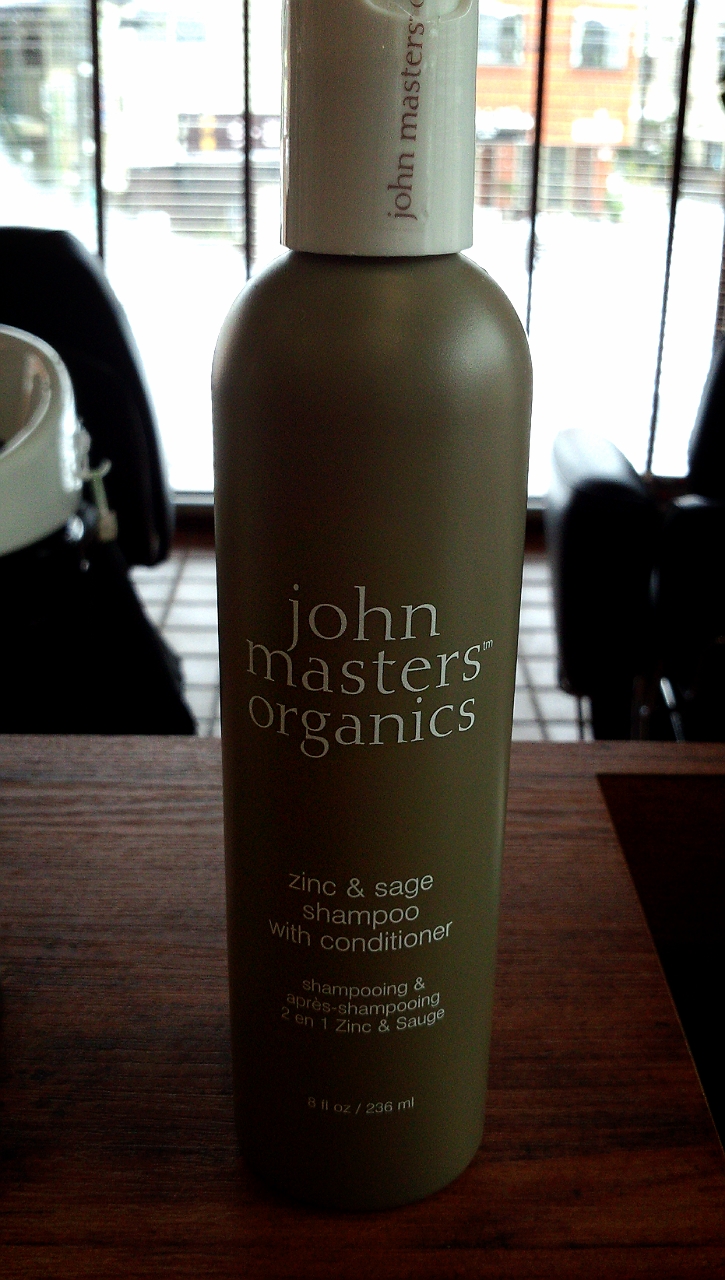 john masters
john
masters™
organics
zinc & sage
shampoo
with conditioner
shampooing &
après-shampooing
2 en 1 Zinc & Sauge
8 fl oz / 236 ml